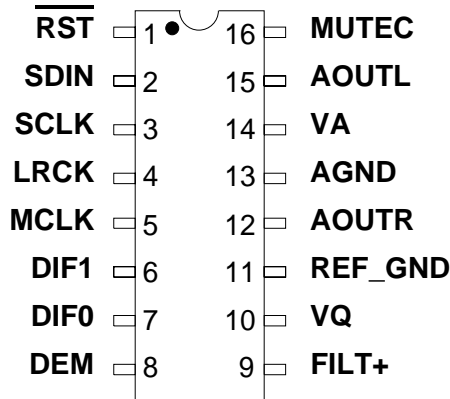 RST 1 16 MUTEC
SDIN 2 15 AOUTL
SCLK 3 14 VA
LRCK 4 13 AGND
MCLK 5 12 AOUTR
DIF1 6 11 REF_GND
DIF0 7 10 VQ
DEM 8 9 FILT+